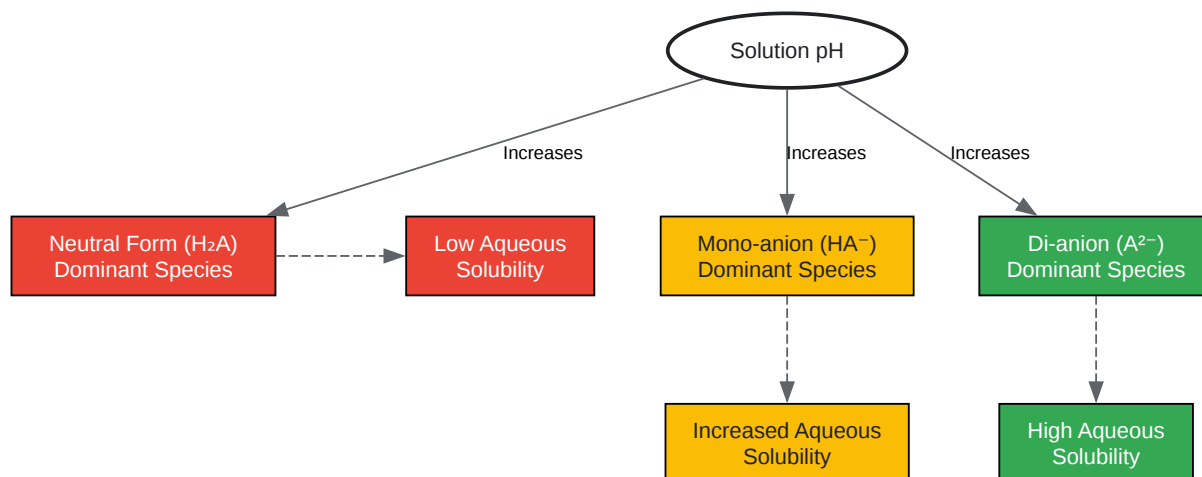 Solution pH
Increases
Increases
Increases
Neutral Form (H₂A)
Dominant Species
Low Aqueous
Solubility
Mono-anion (HA⁻)
Dominant Species
Di-anion (A²⁻)
Dominant Species
Increased Aqueous
Solubility
High Aqueous
Solubility